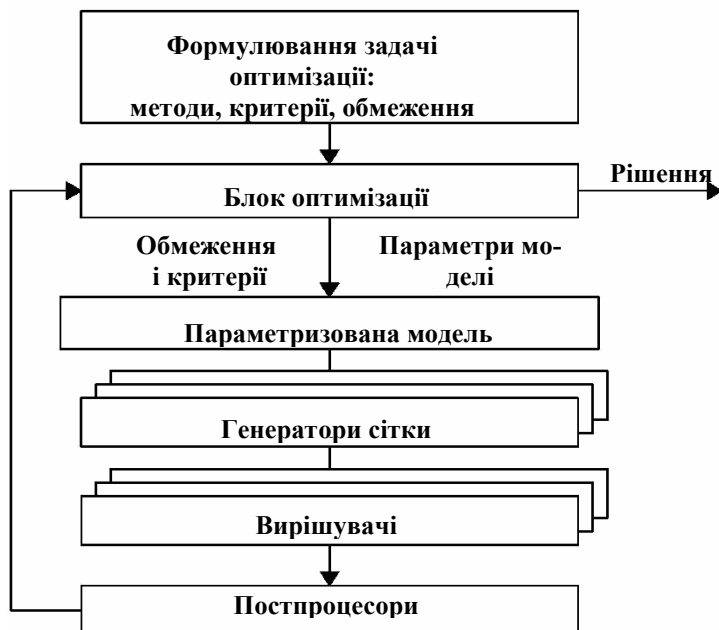 Формулювання задачі
оптимізації:
методи, критерії, обмеження
Блок оптимізації
Рішення
Обмеження
і критерії
Параметри мо-
делі
Параметризована модель
Генератори сітки
Вирішувачі
Постпроцесори